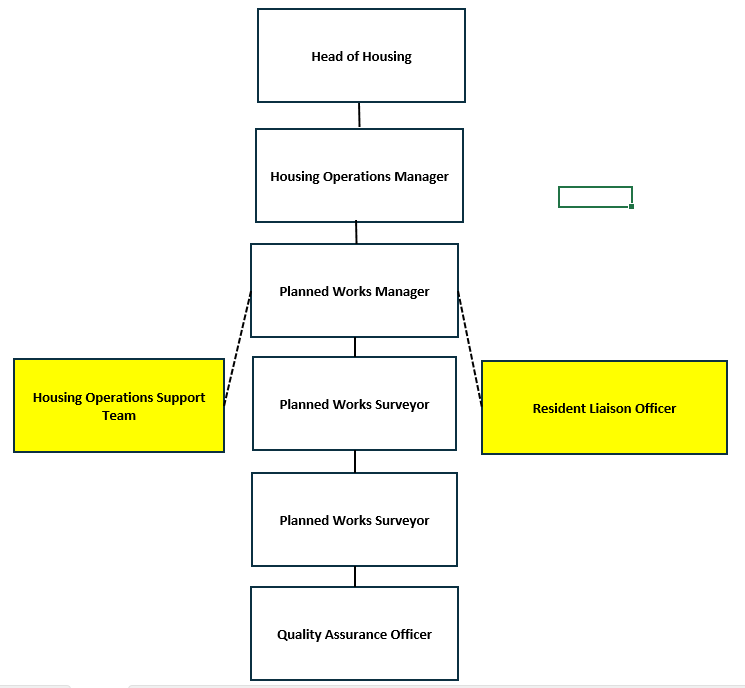 Head of Housing
Housing Operations Manager
Planned Works Manager
Housing Operations Support
Team
Planned Works Surveyor
Resident Liaison Officer
Planned Works Surveyor
Quality Assurance Officer